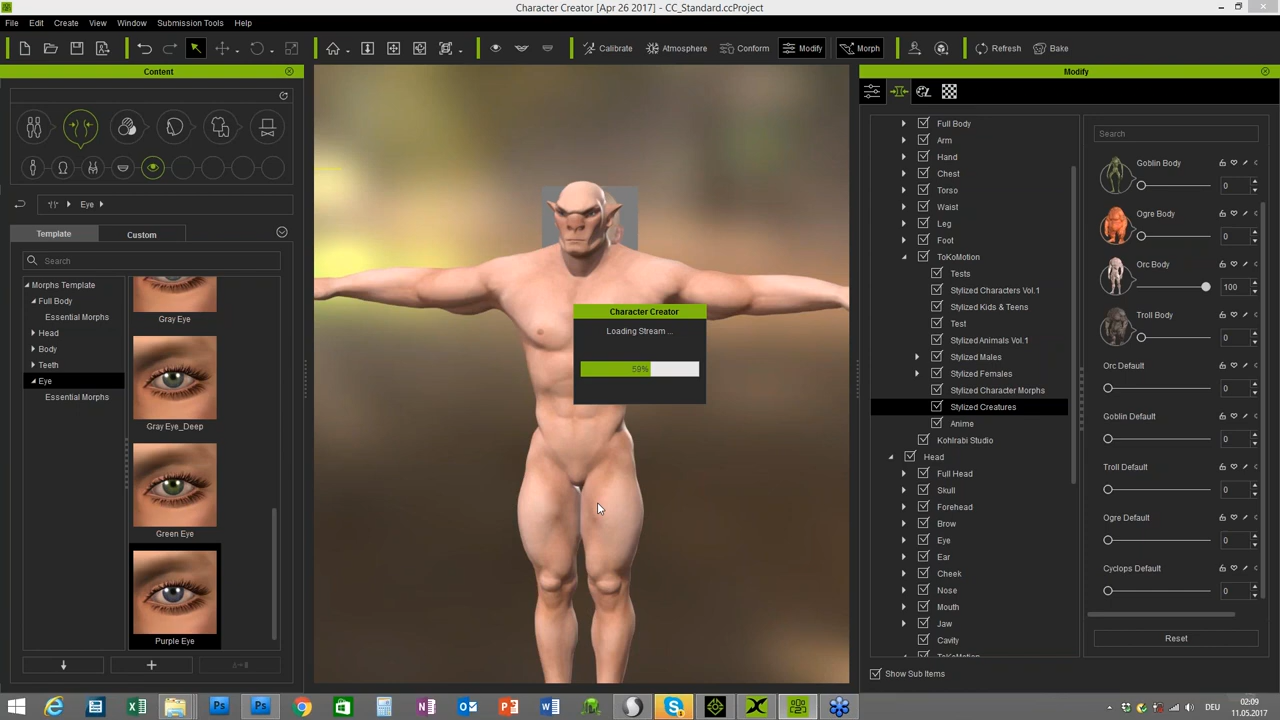 Character Creator [Apr 26 2017] - CC_Standard.ccProject
File Edit Create View Window Submission Tools Help
Calibrate Atmosphere Conform Modify Morph Refresh Bake
Content
Modify
Eye
Template Custom
Search
Morphs Template
Full Body
Essential Morphs
Head
Body
Teeth
Eye
Essential Morphs
Gray Eye
Gray Eye_Deep
Green Eye
Purple Eye
Character Creator
Loading Stream ...
59%
Full Body
Arm
Hand
Chest
Torso
Waist
Leg
Foot
ToKoMotion
Tests
Stylized Characters Vol.1
Stylized Kids & Teens
Test
Stylized Animals Vol.1
Stylized Males
Stylized Females
Stylized Character Morphs
Stylized Creatures
Anime
Kohlrabi Studio
Head
Full Head
Skull
Forehead
Brow
Eye
Ear
Cheek
Nose
Mouth
Jaw
Cavity
ToKoMotion
Show Sub Items
Search
Goblin Body
0
Ogre Body
0
Orc Body
100
Troll Body
0
Orc Default
0
Goblin Default
0
Troll Default
0
Ogre Default
0
Cyclops Default
0
Reset
DEU
02:09
11.05.2017